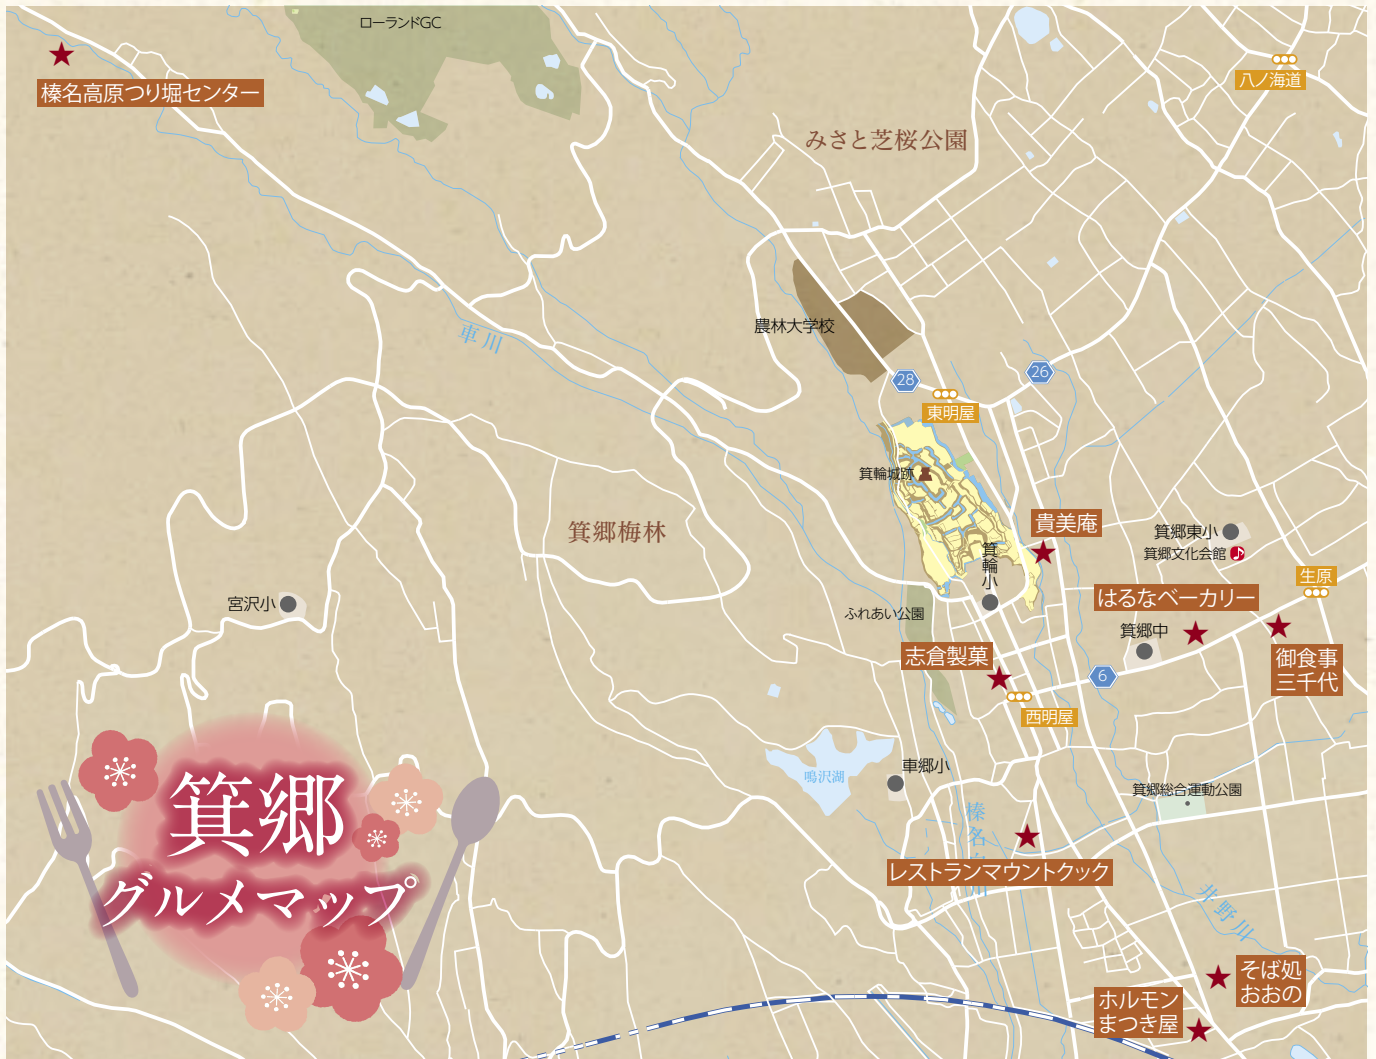 ローランドGC
榛名高原つり堀センター
八ノ海道
みさと芝桜公園
農林大学校
車川
28
26
東明屋
箕輪城跡
貴美庵
箕郷梅林
箕郷東小
箕郷文化会館
箕輪小
生原
はるなベーカリー
宮沢小
ふれあい公園
箕郷中
志倉製菓
御食事
三千代
6
西明屋
鳴沢湖
車郷小
箕郷総合運動公園
箕郷
グルメマップ
榛名白川
レストランマウントクック
井野川
そば処
おおの
ホルモン
まつき屋